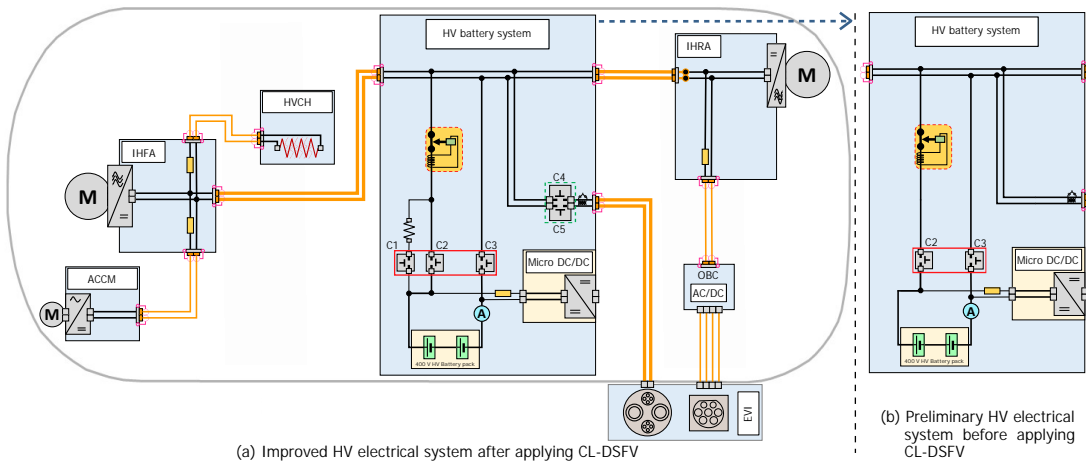 HV battery system
IHRA
M
HVCH
IHFA
M
C4
C5
C1
C2
C3
Micro DC/DC
ACCM
M
A
400 V HV Battery pack
OBC
AC/DC
EVI
(a) Improved HV electrical system after applying CL-DSFV
HV battery system
C2
C3
Micro DC/DC
A
400 V HV Battery pack
(b) Preliminary HV electrical
system before applying
CL-DSFV